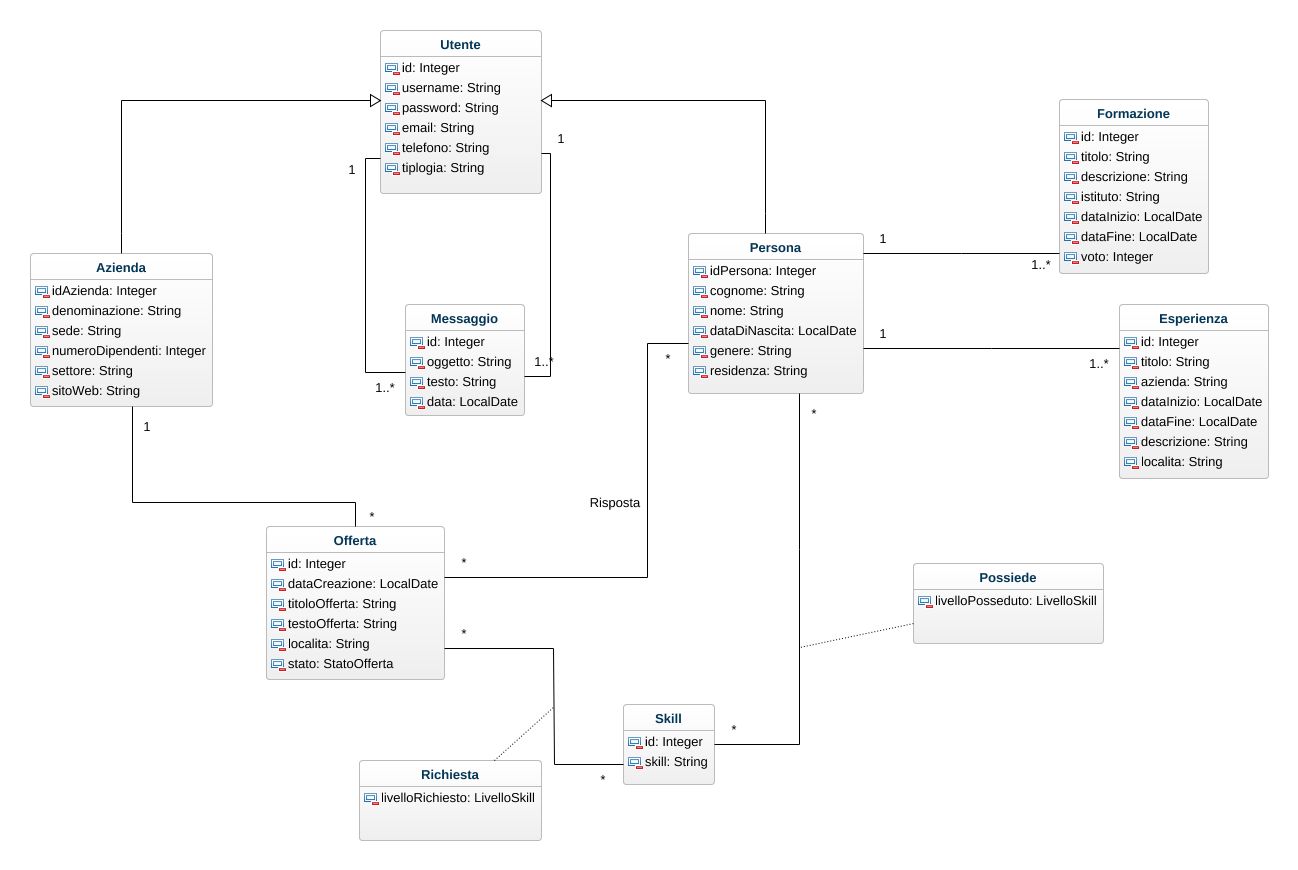 Utente
id: Integer
username: String
password: String
email: String
telefono: String
tiplogia: String
1
1
Formazione
id: Integer
titolo: String
descrizione: String
istituto: String
dataInizio: LocalDate
dataFine: LocalDate
voto: Integer
Azienda
idAzienda: Integer
denominazione: String
sede: String
numeroDipendenti: Integer
settore: String
sitoWeb: String
1
Messaggio
id: Integer
oggetto: String
testo: String
data: LocalDate
1..*
1..*
Persona
idPersona: Integer
cognome: String
nome: String
dataDiNascita: LocalDate
genere: String
residenza: String
1
1..*
1
1..*
*
*
Esperienza
id: Integer
titolo: String
azienda: String
dataInizio: LocalDate
dataFine: LocalDate
descrizione: String
localita: String
Risposta
*
Offerta
id: Integer
dataCreazione: LocalDate
titoloOfferta: String
testoOfferta: String
localita: String
stato: StatoOfferta
*
*
Possiede
livelloPosseduto: LivelloSkill
Skill
id: Integer
skill: String
*
*
Richiesta
livelloRichiesto: LivelloSkill